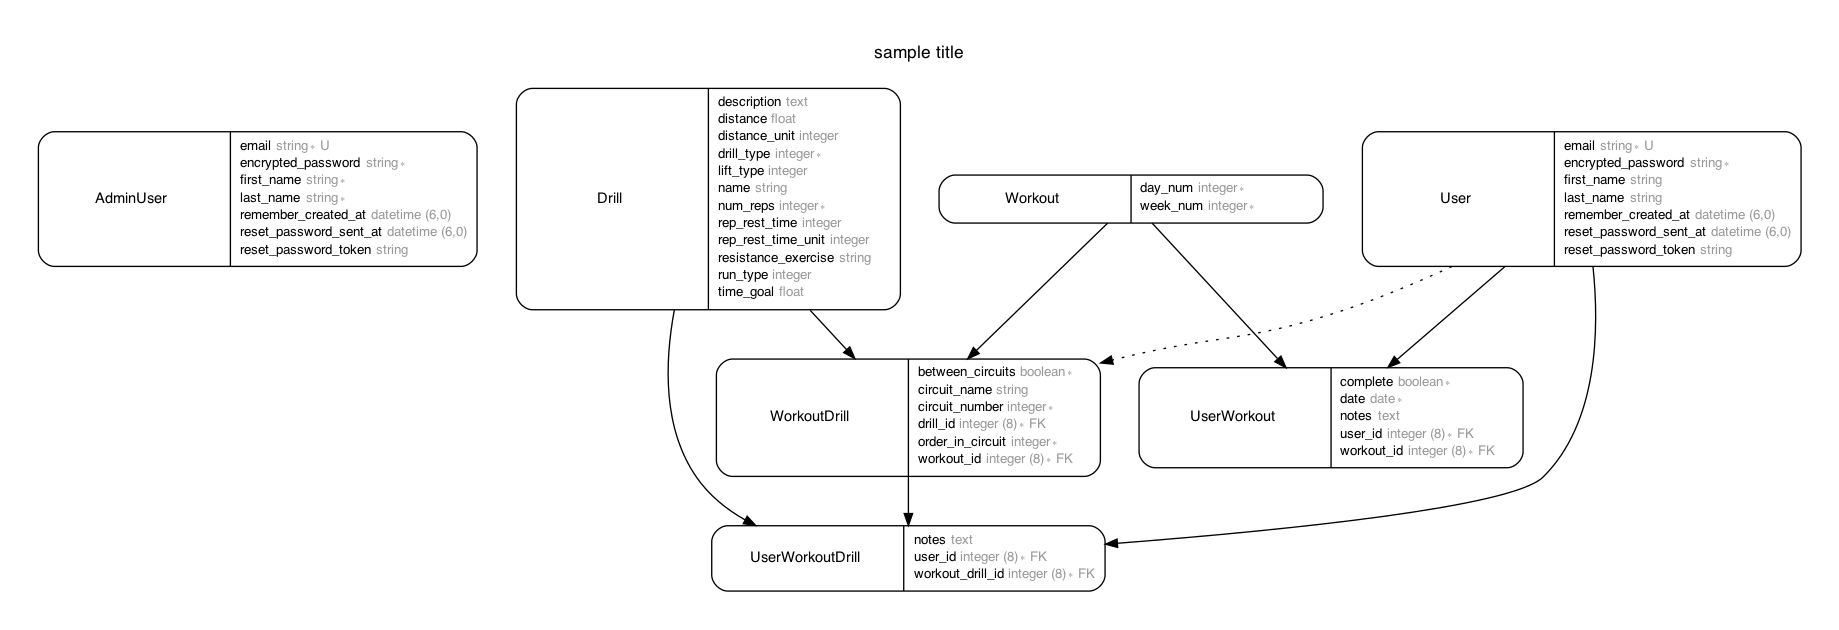 sample title
AdminUser
email string∗ U
encrypted_password string∗
first_name string∗
last_name string∗
remember_created_at datetime (6,0)
reset_password_sent_at datetime (6,0)
reset_password_token string
Drill
description text
distance float
distance_unit integer
drill_type integer∗
lift_type integer
name string
num_reps integer∗
rep_rest_time integer
rep_rest_time_unit integer
resistance_exercise string
run_type integer
time_goal float
Workout
day_num integer∗
week_num integer∗
User
email string∗ U
encrypted_password string∗
first_name string
last_name string
remember_created_at datetime (6,0)
reset_password_sent_at datetime (6,0)
reset_password_token string
WorkoutDrill
between_circuits boolean∗
circuit_name string
circuit_number integer∗
drill_id integer (8)∗ FK
order_in_circuit integer∗
workout_id integer (8)∗ FK
UserWorkout
complete boolean∗
date date∗
notes text
user_id integer (8)∗ FK
workout_id integer (8)∗ FK
UserWorkoutDrill
notes text
user_id integer (8)∗ FK
workout_drill_id integer (8)∗ FK